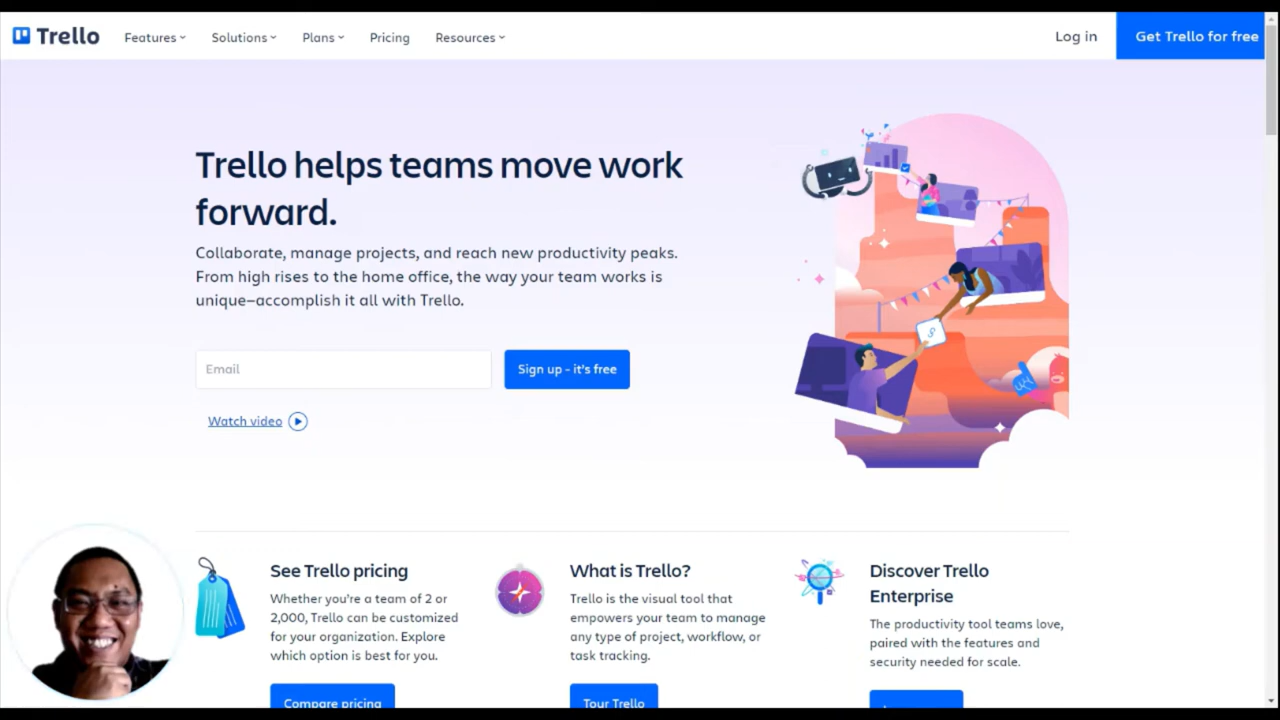 Trello
Features
Solutions
Plans
Pricing
Resources
Log in
Get Trello for free
Trello helps teams move work
forward.
Collaborate, manage projects, and reach new productivity peaks.
From high rises to the home office, the way your team works is
unique—accomplish it all with Trello.
Email
Sign up - it's free
Watch video
See Trello pricing
Whether you're a team of 2 or
2,000, Trello can be customized
for your organization. Explore
which option is best for you.
Compare pricing
What is Trello?
Trello is the visual tool that
empowers your team to manage
any type of project, workflow, or
task tracking.
Tour Trello
Discover Trello
Enterprise
The productivity tool teams love,
paired with the features and
security needed for scale.